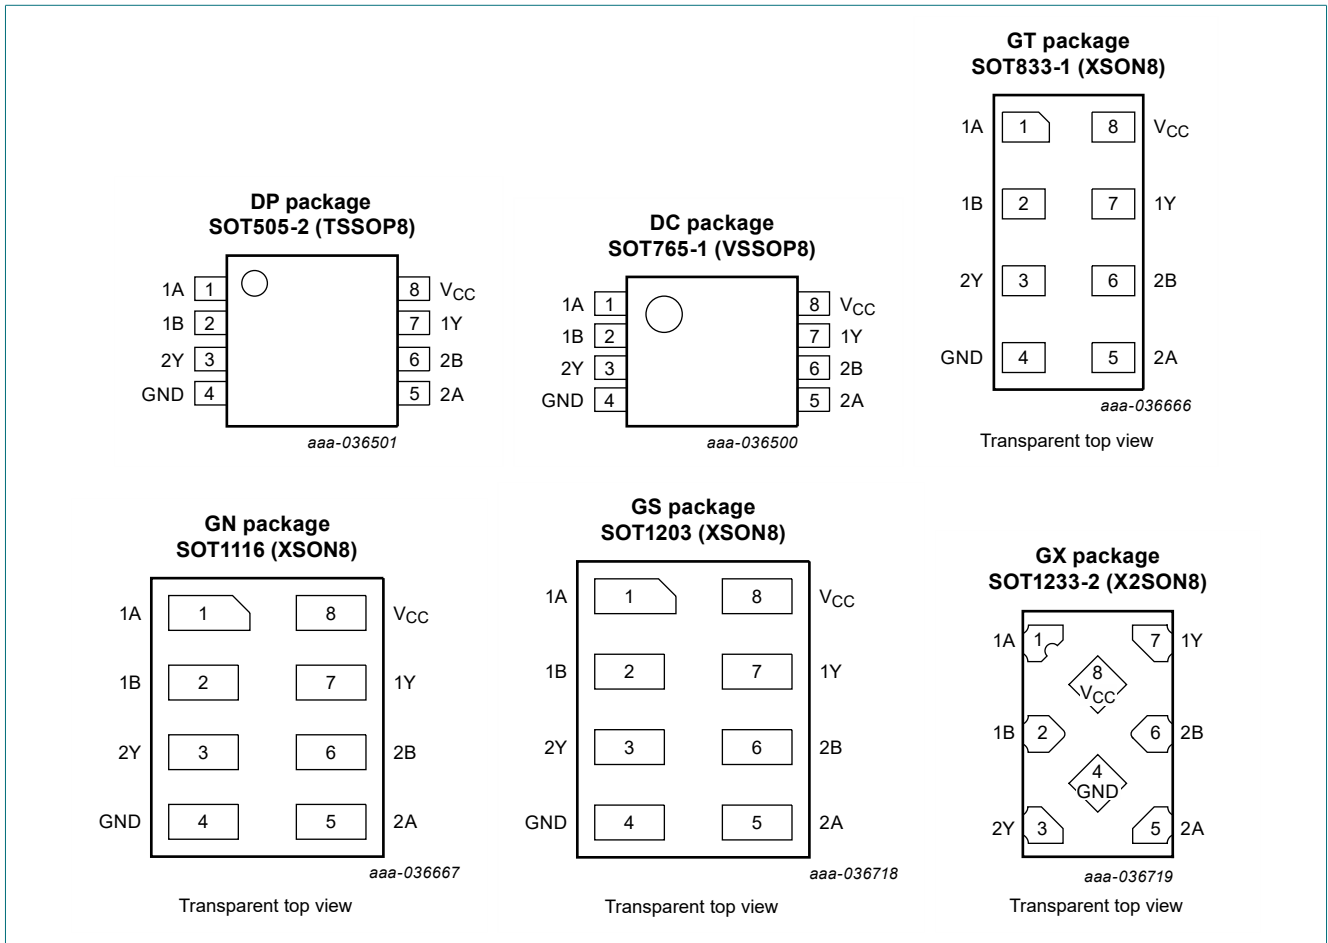 GT package
SOT833-1 (XSON8)
1A 1 8 VCC
1B 2 7 1Y
2Y 3 6 2B
GND 4 5 2A
aaa-036666
Transparent top view
DP package
SOT505-2 (TSSOP8)
1A 1 8 VCC
1B 2 7 1Y
2Y 3 6 2B
GND 4 5 2A
aaa-036501
DC package
SOT765-1 (VSSOP8)
1A 1 8 VCC
1B 2 7 1Y
2Y 3 6 2B
GND 4 5 2A
aaa-036500
GN package
SOT1116 (XSON8)
1A 1 8 VCC
1B 2 7 1Y
2Y 3 6 2B
GND 4 5 2A
aaa-036667
Transparent top view
GS package
SOT1203 (XSON8)
1A 1 8 VCC
1B 2 7 1Y
2Y 3 6 2B
GND 4 5 2A
aaa-036718
Transparent top view
GX package
SOT1233-2 (X2SON8)
1A 1 7 1Y
8
VCC
1B 2 6 2B
4
GND
2Y 3 5 2A
aaa-036719
Transparent top view